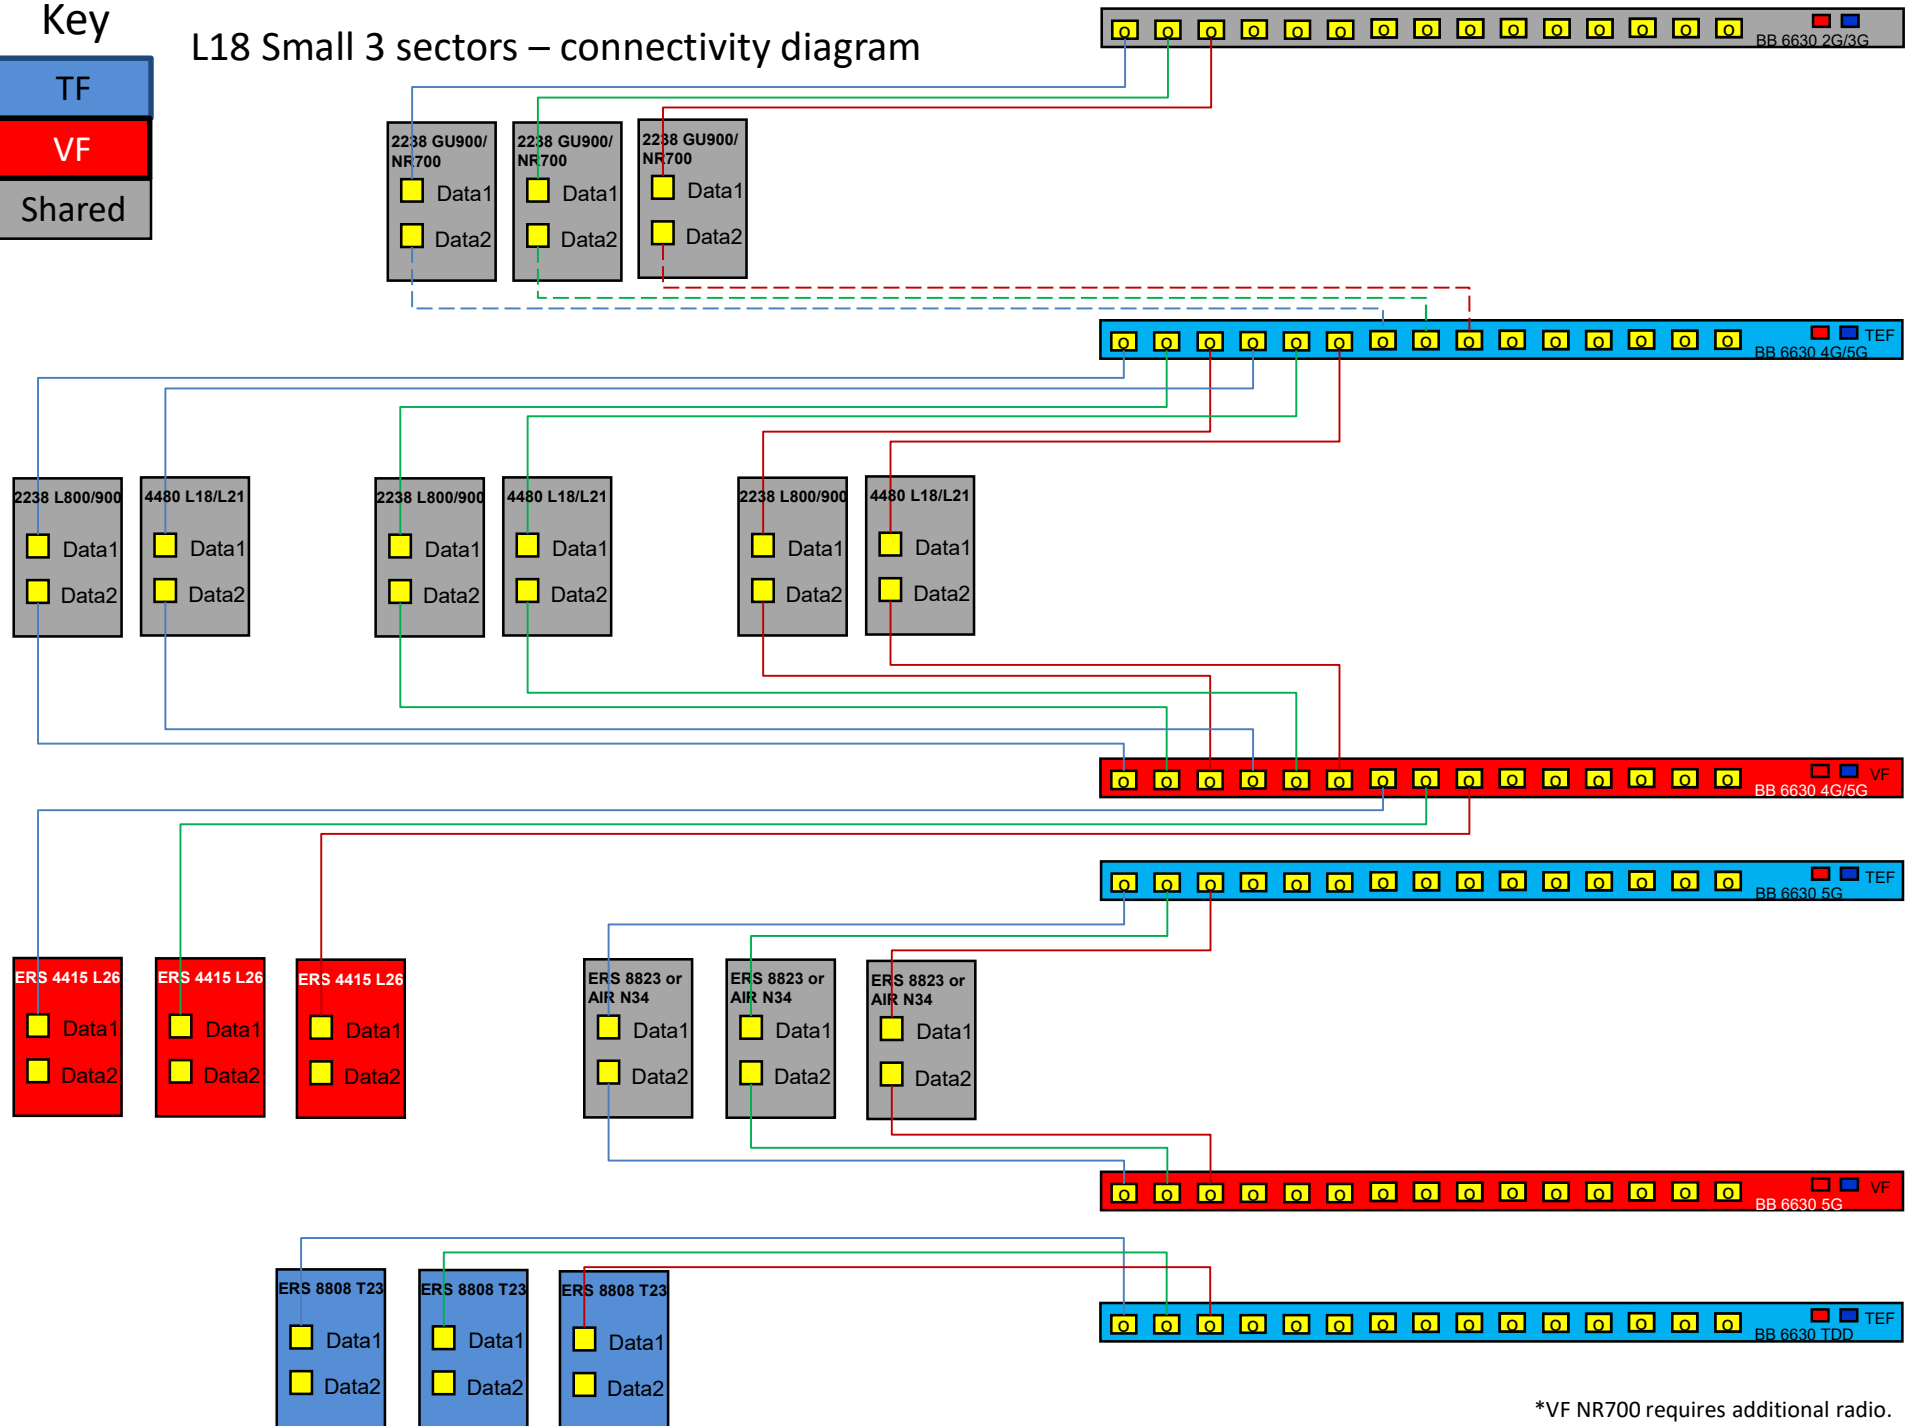 Key
TF
VF
Shared
L18 Small 3 sectors – connectivity diagram
O O O O O O O O O O O O O O O
BB 6630 2G/3G
2238 GU900/
NR700
Data1
Data2
2238 GU900/
NR700
Data1
Data2
2238 GU900/
NR700
Data1
Data2
O O O O O O O O O O O O O O O
TEF
BB 6630 4G/5G
2238 L800/900
Data1
Data2
4480 L18/L21
Data1
Data2
2238 L800/900
Data1
Data2
4480 L18/L21
Data1
Data2
2238 L800/900
Data1
Data2
4480 L18/L21
Data1
Data2
O O O O O O O O O O O O O O O
VF
BB 6630 4G/5G
O O O O O O O O O O O O O O O
TEF
BB 6630 5G
ERS 4415 L26
Data1
Data2
ERS 4415 L26
Data1
Data2
ERS 4415 L26
Data1
Data2
ERS 8823 or
AIR N34
Data1
Data2
ERS 8823 or
AIR N34
Data1
Data2
ERS 8823 or
AIR N34
Data1
Data2
O O O O O O O O O O O O O O O
VF
BB 6630 5G
ERS 8808 T23
Data1
Data2
ERS 8808 T23
Data1
Data2
ERS 8808 T23
Data1
Data2
O O O O O O O O O O O O O O O
TEF
BB 6630 TDD
*VF NR700 requires additional radio.